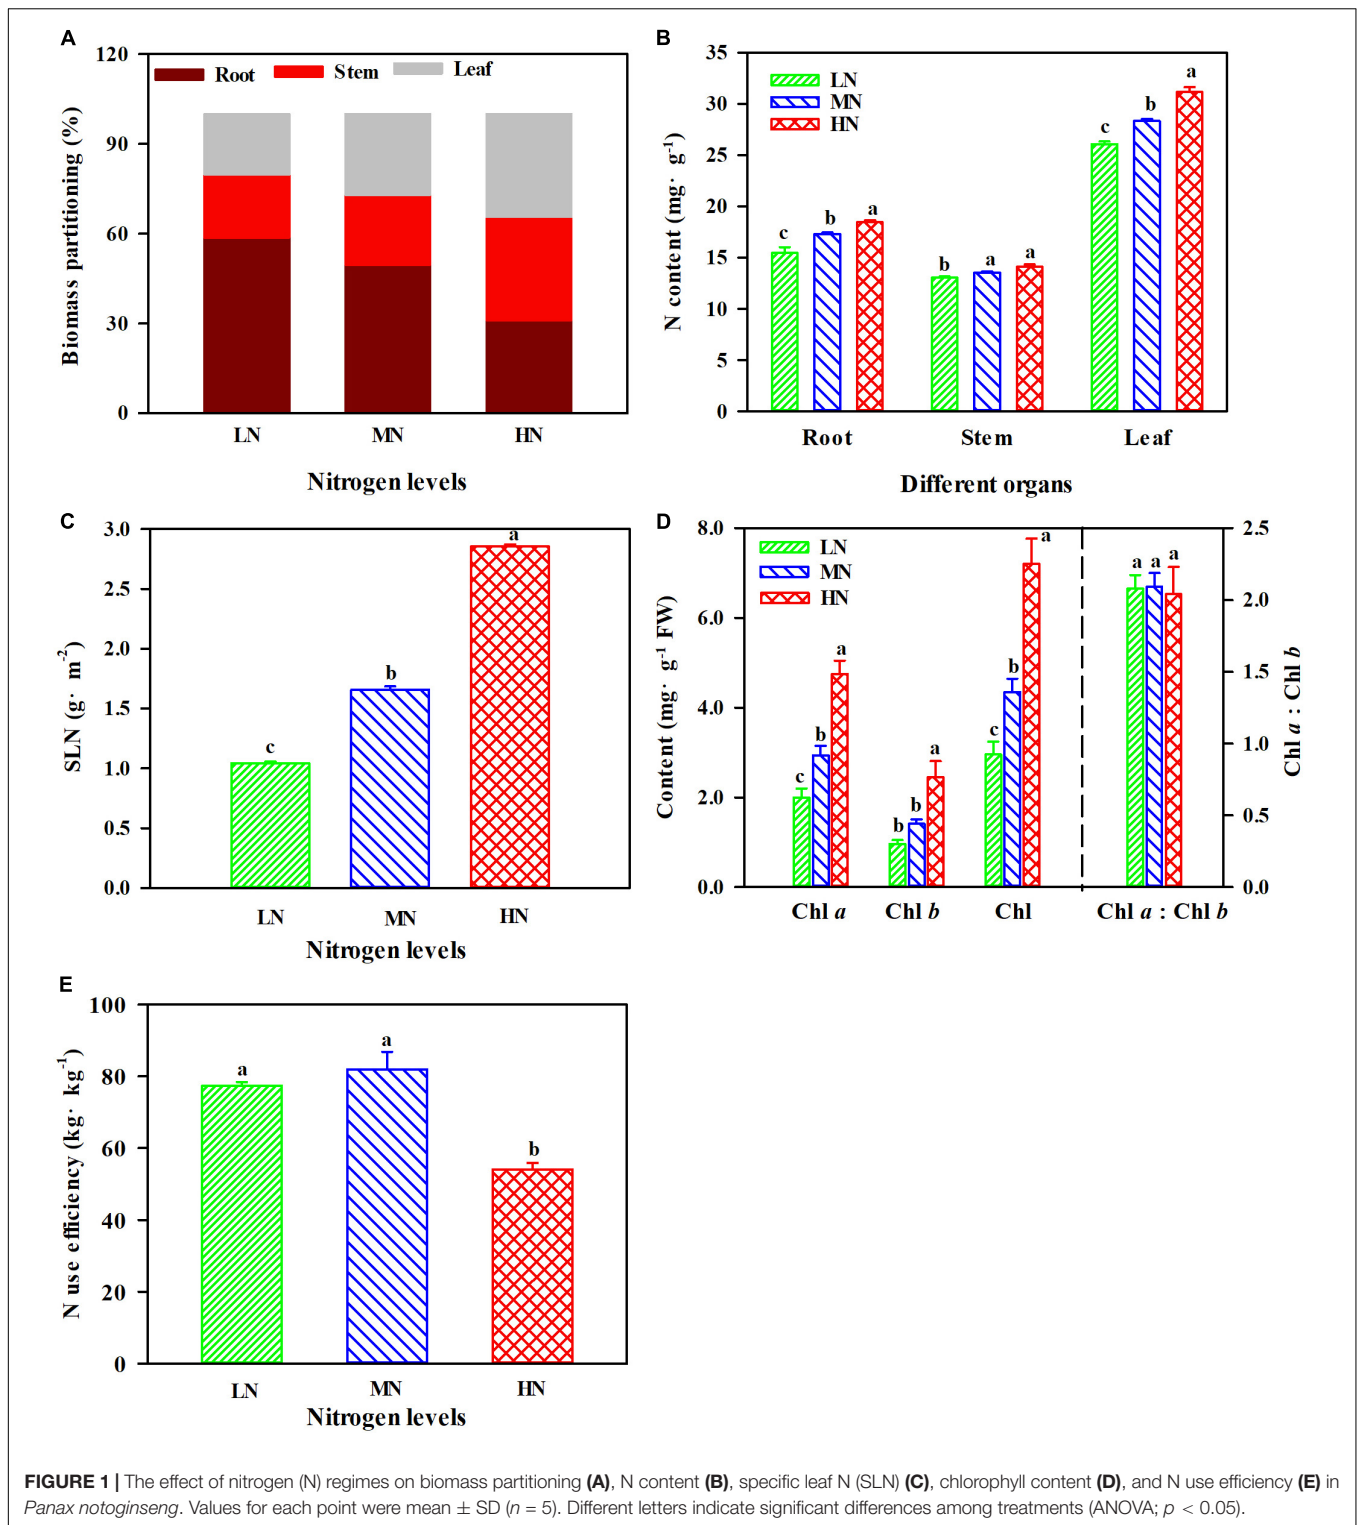 A
120
90
60
30
0
Biomass partitioning (%)
Root Stem Leaf
LN MN HN
Nitrogen levels
B
35
30
25
20
15
10
5
0
N content (mg· g-1)
LN
MN
HN
c b a b a a c b a
Root Stem Leaf
Different organs
C
3.0
2.5
2.0
1.5
1.0
0.5
0.0
SLN (g· m-2)
c b a
LN MN HN
Nitrogen levels
D
8.0
6.0
4.0
2.0
0.0
Content (mg· g-1 FW)
LN
MN
HN
c b a b b a c b a a a a
2.5
2.0
1.5
1.0
0.5
0.0
Chl a : Chl b
Chl a Chl b Chl Chl a : Chl b
E
100
80
60
40
20
0
N use efficiency (kg· kg-1)
a a b
LN MN HN
Nitrogen levels
FIGURE 1 | The effect of nitrogen (N) regimes on biomass partitioning (A), N content (B), specific leaf N (SLN) (C), chlorophyll content (D), and N use efficiency (E) in
Panax notoginseng. Values for each point were mean ± SD (n = 5). Different letters indicate significant differences among treatments (ANOVA; p < 0.05).